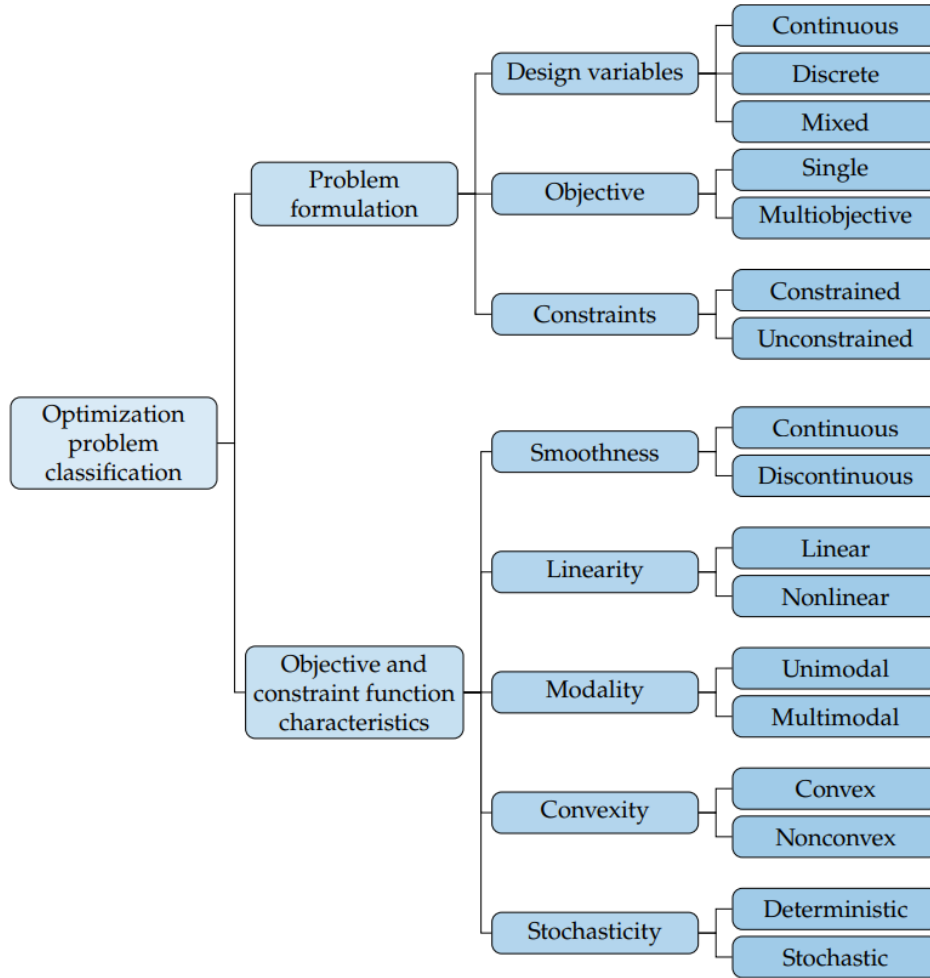 Optimization
problem
classification
Problem
formulation
Design variables
Continuous
Discrete
Mixed
Objective
Single
Multiobjective
Constraints
Constrained
Unconstrained
Objective and
constraint function
characteristics
Smoothness
Continuous
Discontinuous
Linearity
Linear
Nonlinear
Modality
Unimodal
Multimodal
Convexity
Convex
Nonconvex
Stochasticity
Deterministic
Stochastic